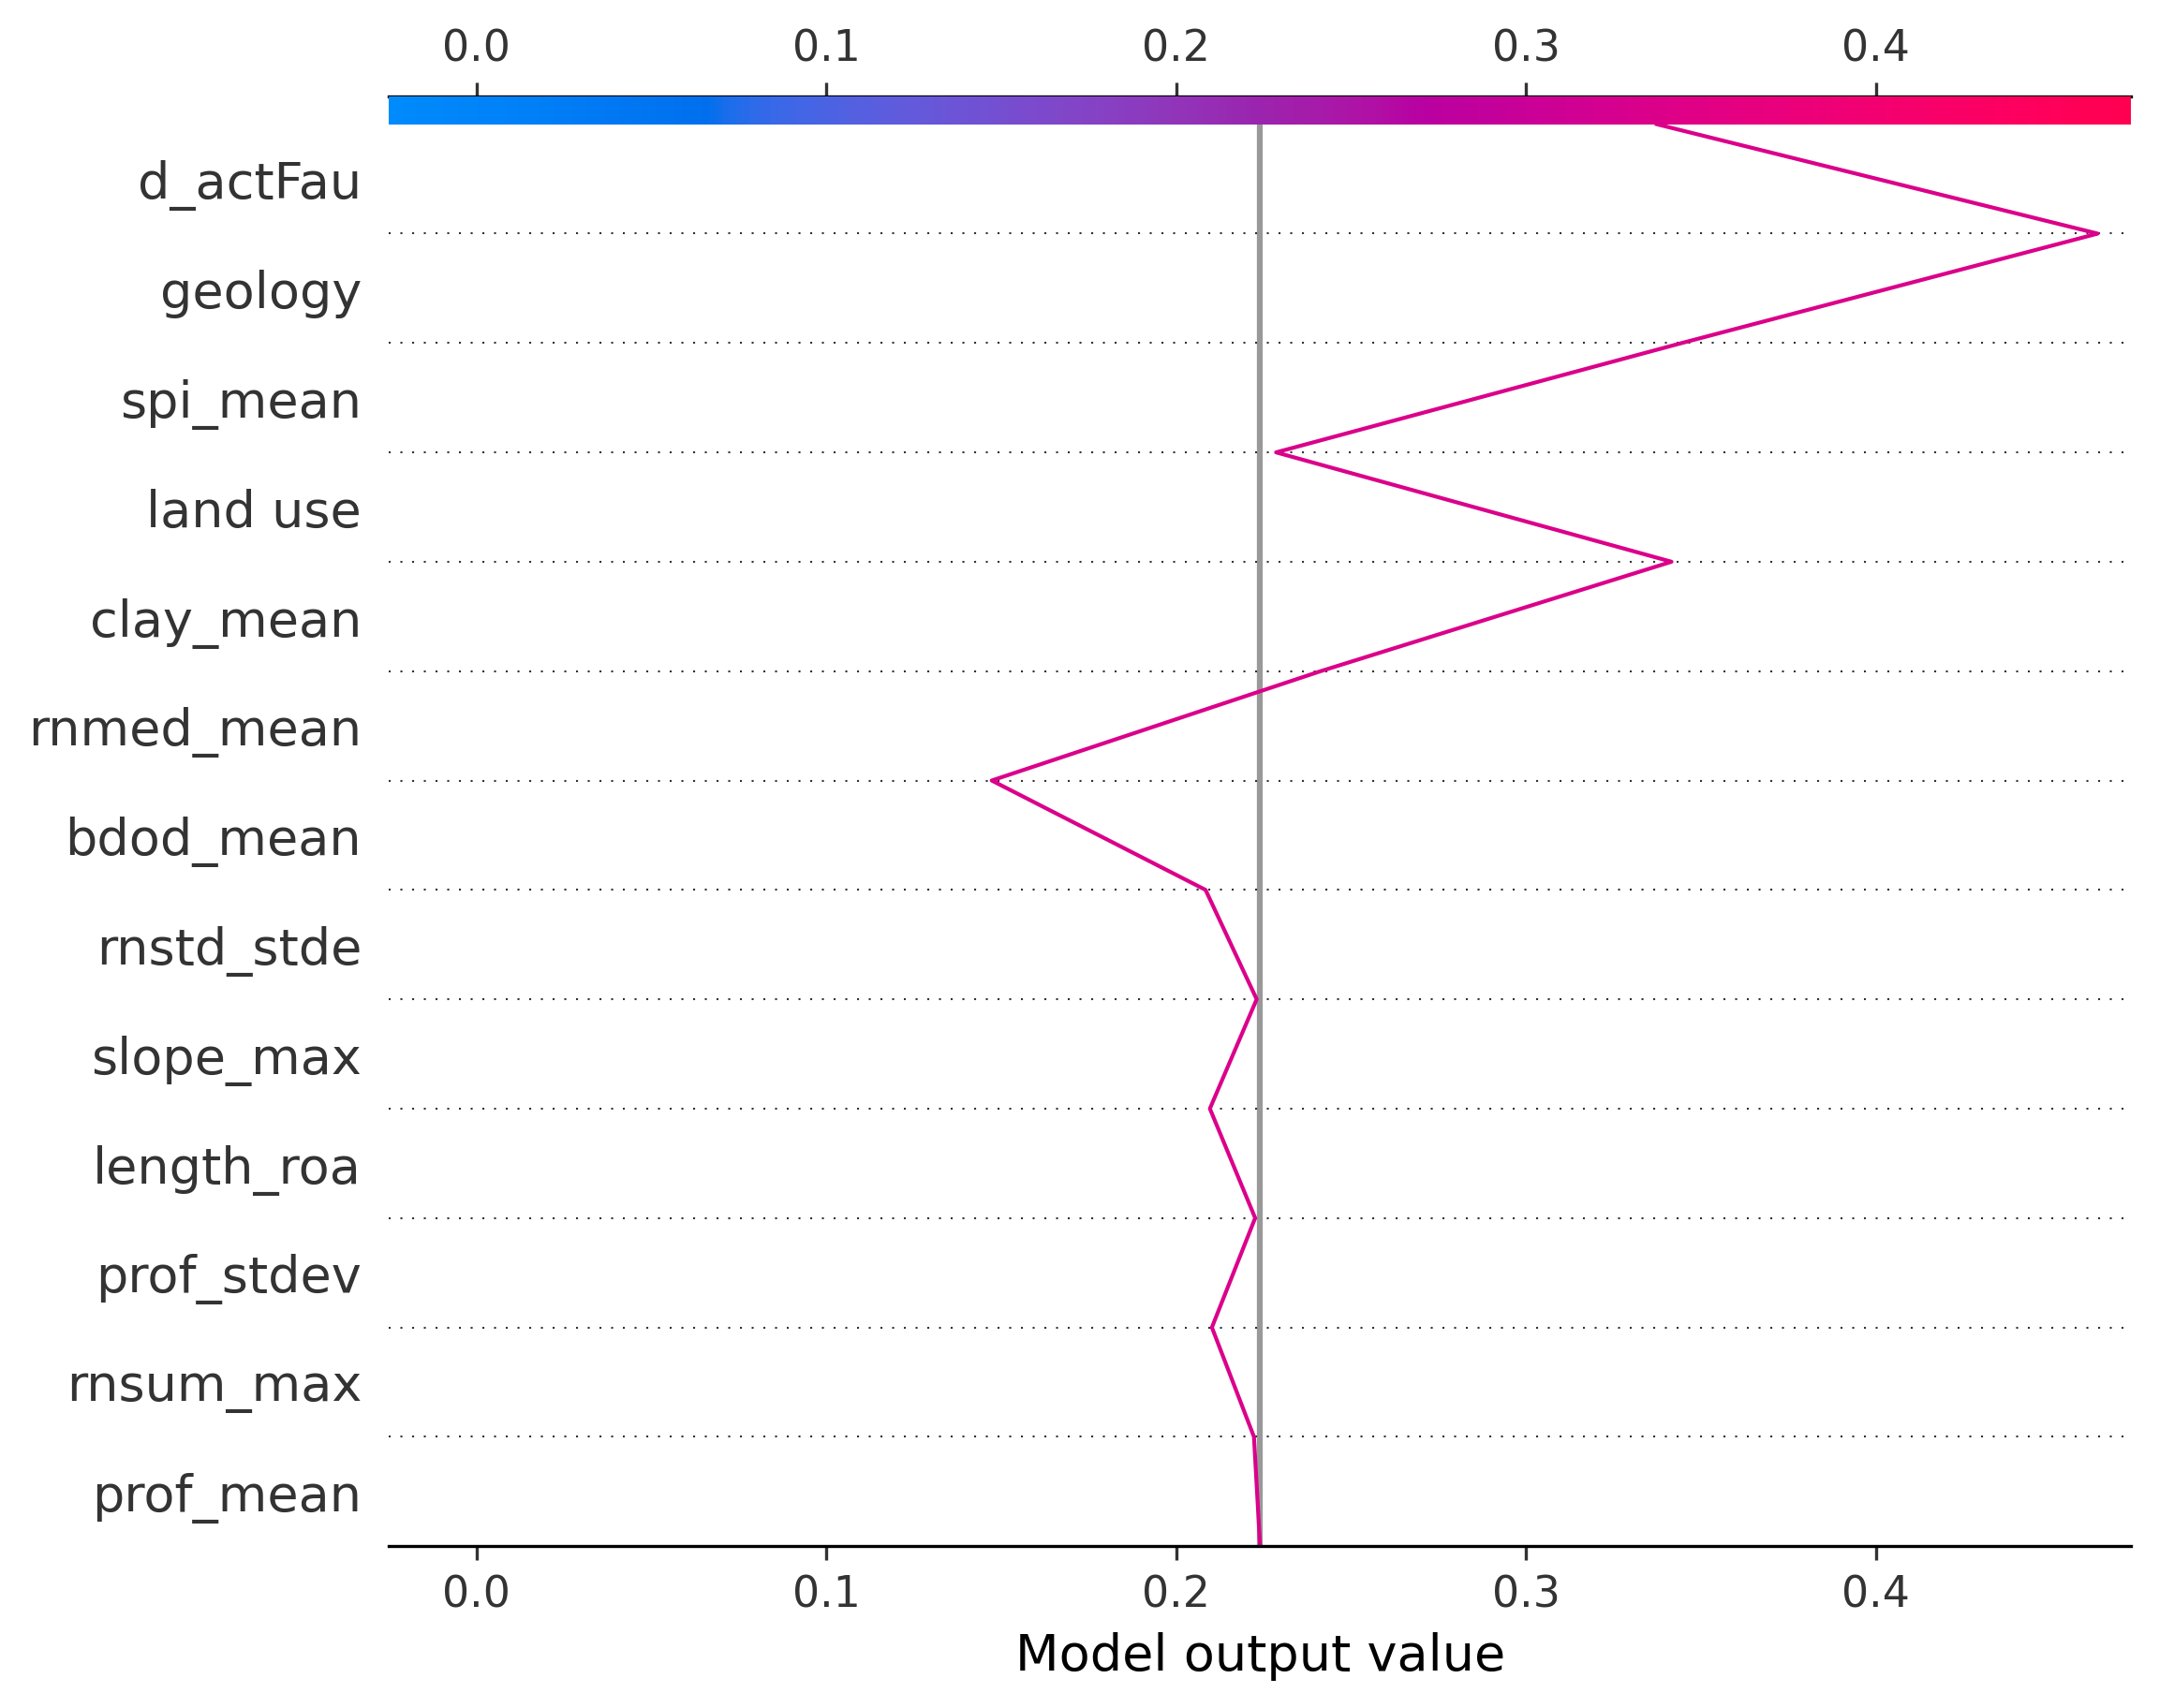 0.0 0.1 0.2 0.3 0.4
d_actFau
geology
spi_mean
land use
clay_mean
rnmed_mean
bdod_mean
rnstd_stde
slope_max
length_roa
prof_stdev
rnsum_max
prof_mean
0.0 0.1 0.2 0.3 0.4
Model output value